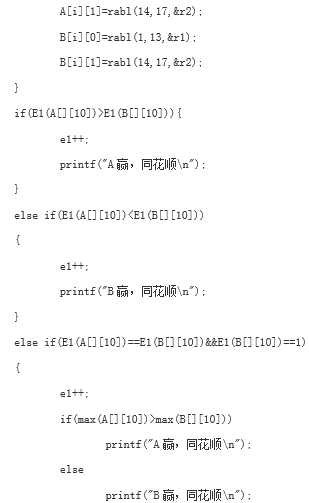 A[i][1]=rabl(14,17,&r2);
B[i][0]=rabl(1,13,&r1);
B[i][1]=rabl(14,17,&r2);
}
if(E1(A[][10])>E1(B[][10])){
e1++;
printf("A赢，同花顺\n");
}
else if(E1(A[][10])<E1(B[][10]))
{
e1++;
printf("B赢，同花顺\n");
}
else if(E1(A[][10])==E1(B[][10])&&E1(B[][10])==1)
{
e1++;
if(max(A[][10])>max(B[][10]))
printf("A赢，同花顺\n");
else
printf("B赢，同花顺\n");